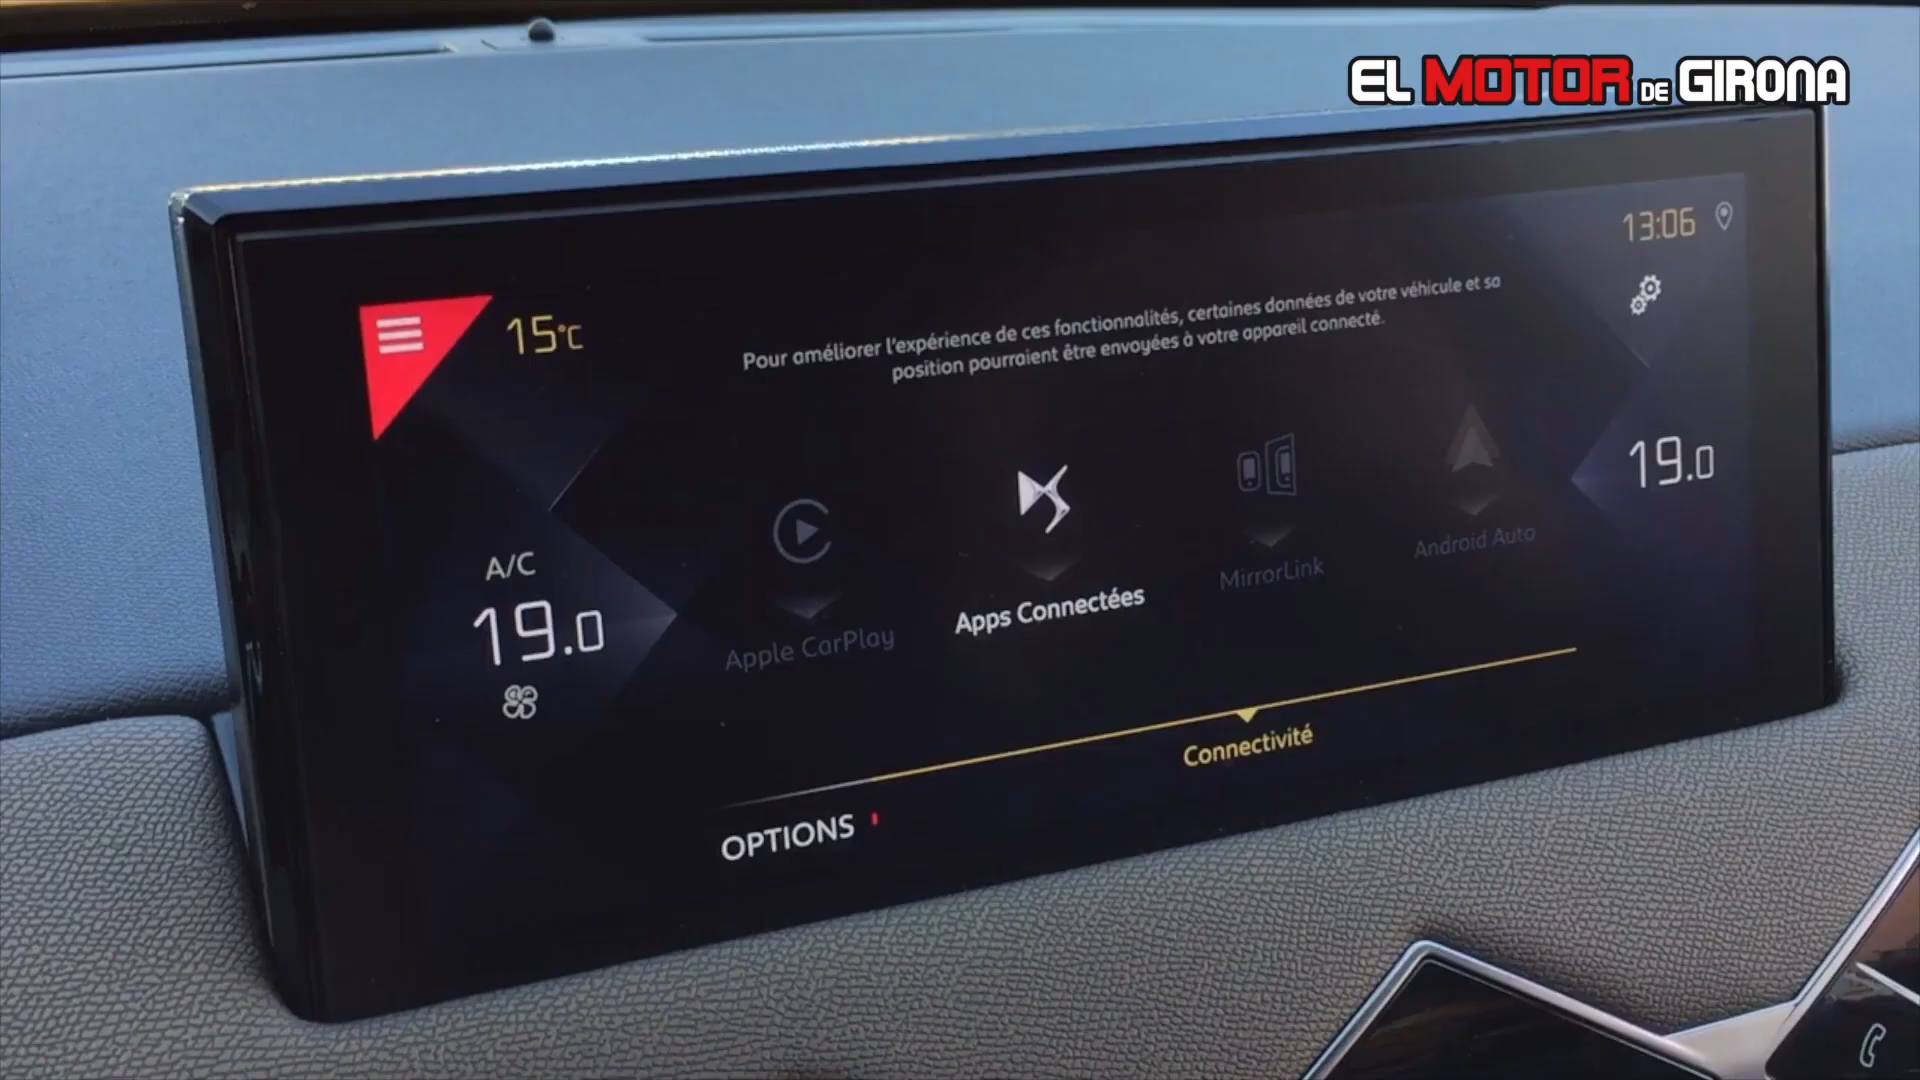 EL MOTOR DE GIRONA
13:06
15°C
Pour améliorer l'expérience de ces fonctionnalités, certaines données de votre véhicule et sa
position pourraient être envoyées à votre appareil connecté.
19.0
A/C
19.0
Apple CarPlay
Apps Connectées
MirrorLink
Android Auto
Connectivité
OPTIONS